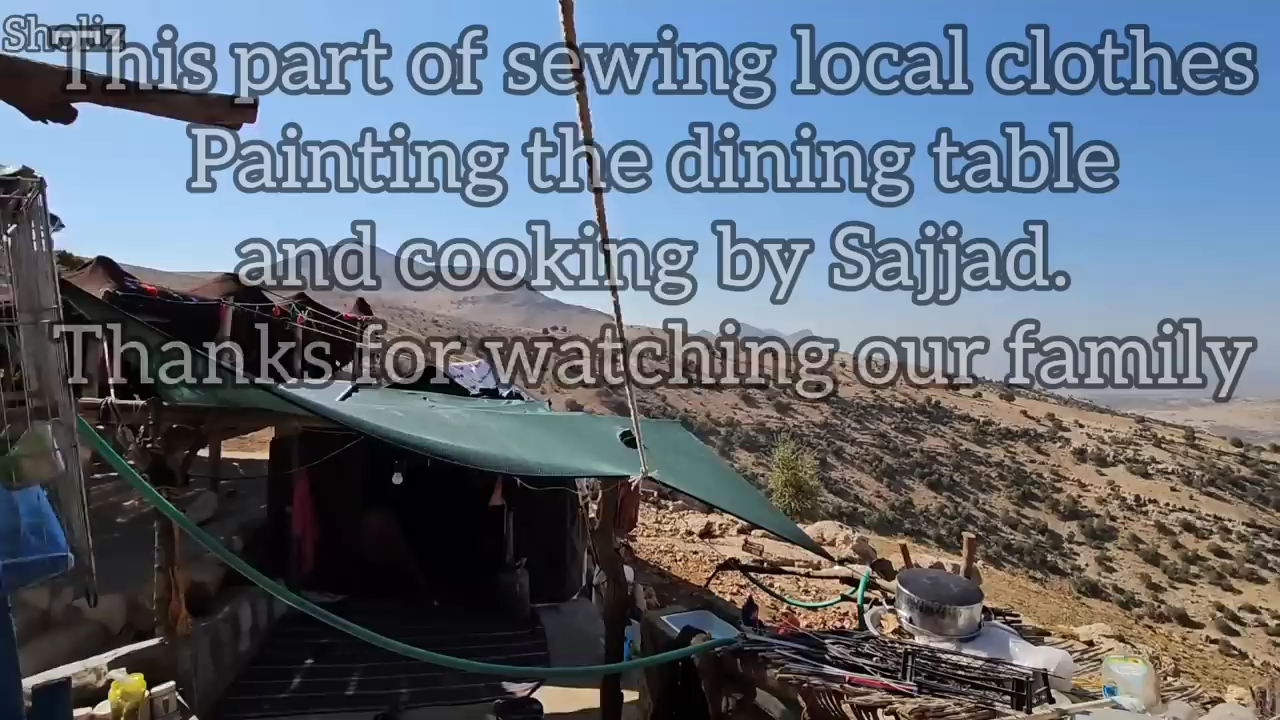 Sholiz
This part of sewing local clothes
Painting the dining table
and cooking by Sajjad.
Thanks for watching our family